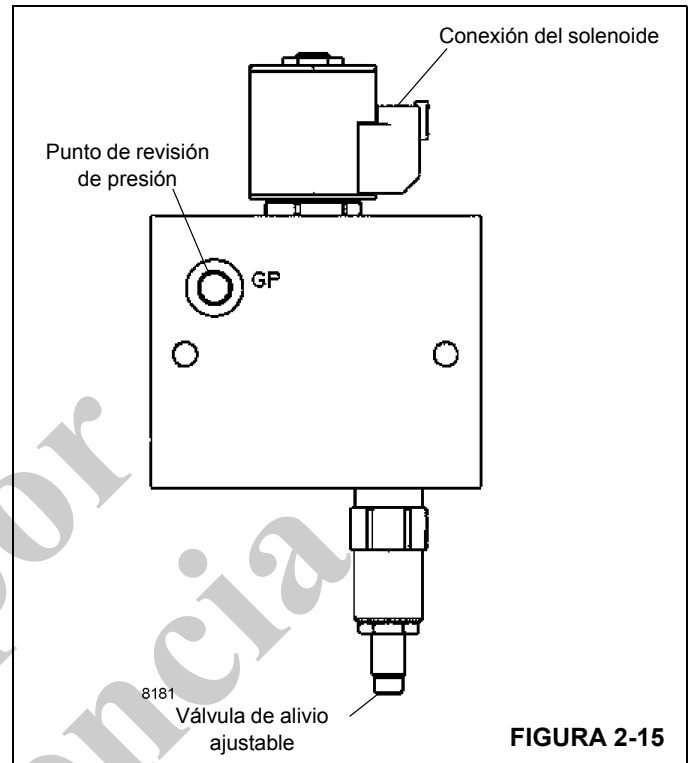 Conexión del solenoide
Punto de revisión
de presión
GP
8181
Válvula de alivio
ajustable
FIGURA 2-15